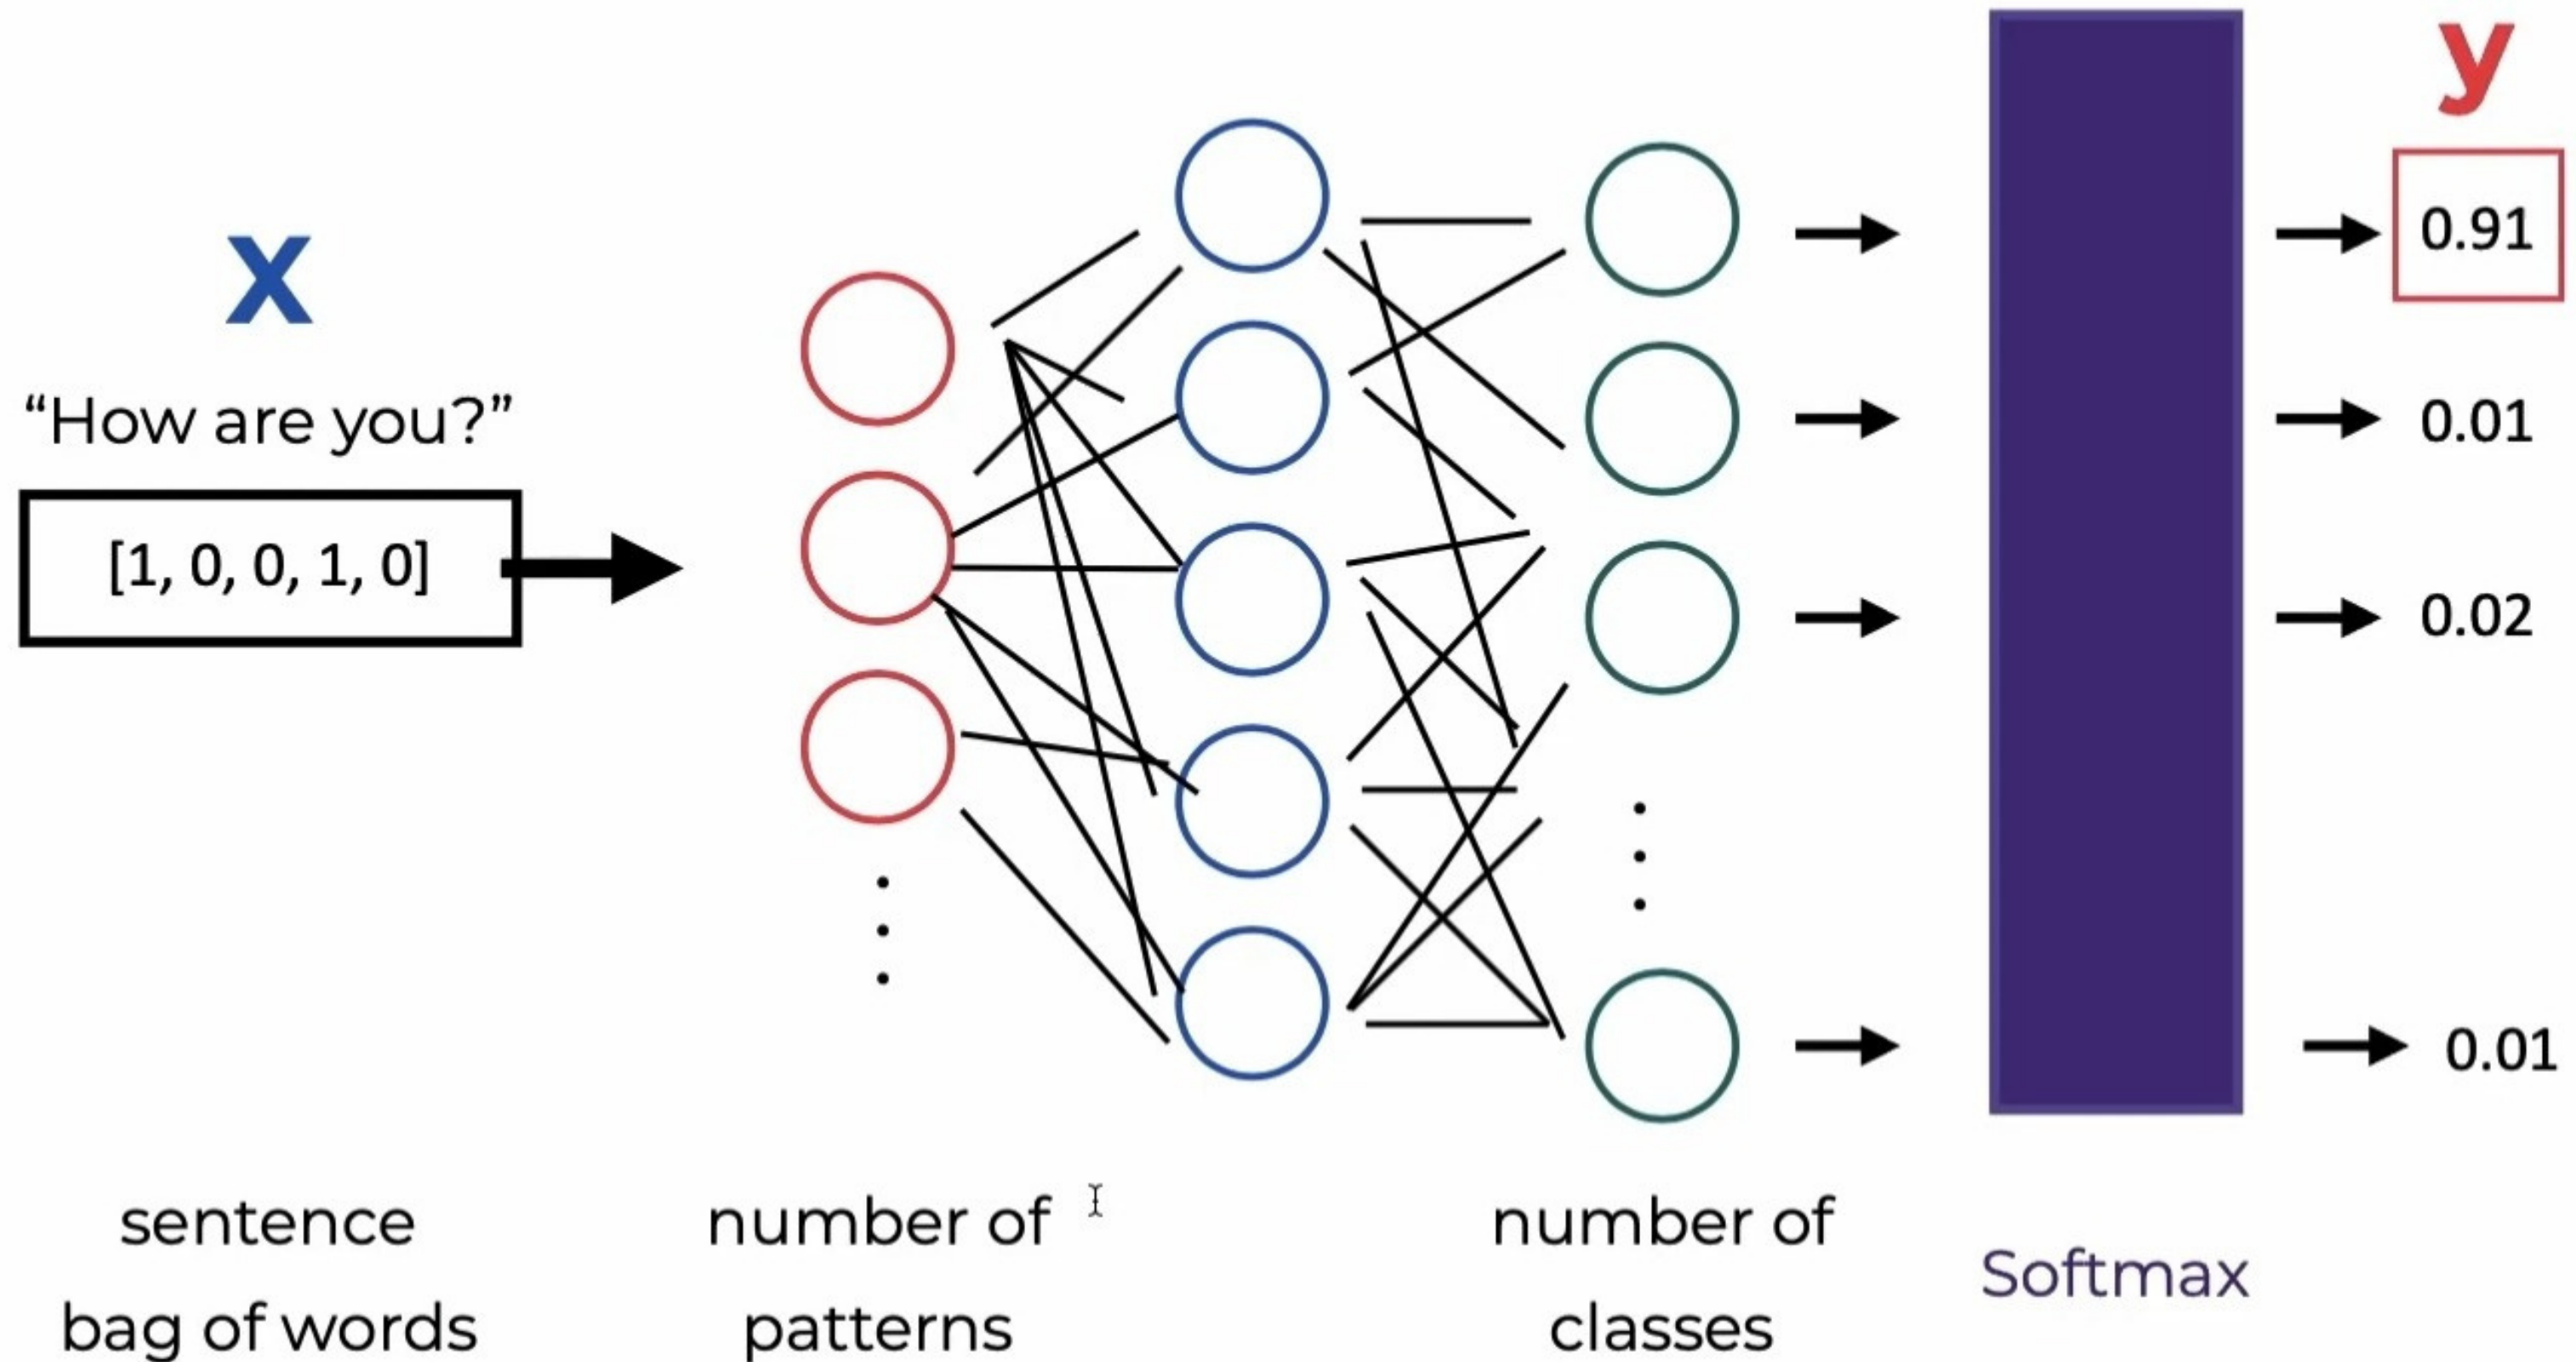 X
“How are you?”
[1, 0, 0, 1, 0]
sentence
bag of words
number of
patterns
number of
classes
Softmax
y
0.91
0.01
0.02
0.01